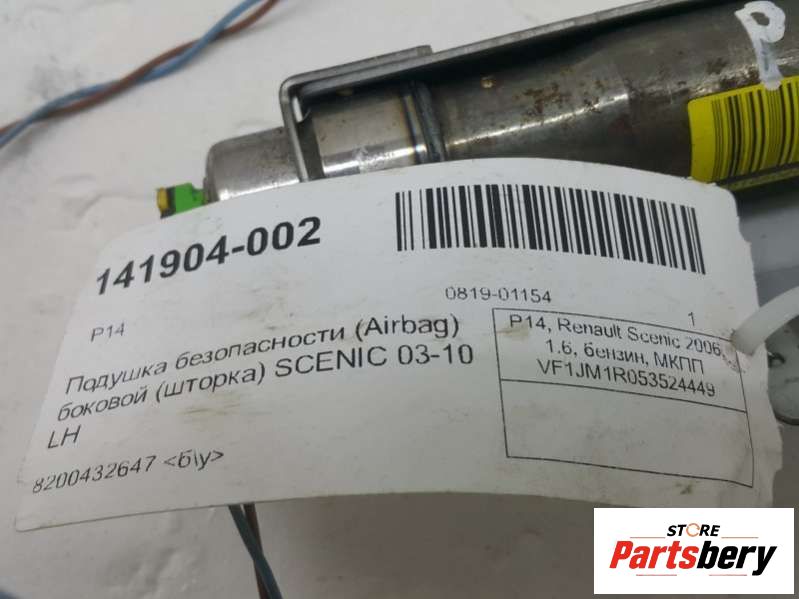 P
141904-002
0819-01154
1
P14
Подушка безопасности (Airbag)
боковой (шторка) SCENIC 03-10
LH
8200432647 <б\у>
P14, Renault Scenic 2006,
1.6, бензин, МКПП
VF1JM1R053524449
STORE
Partsbery